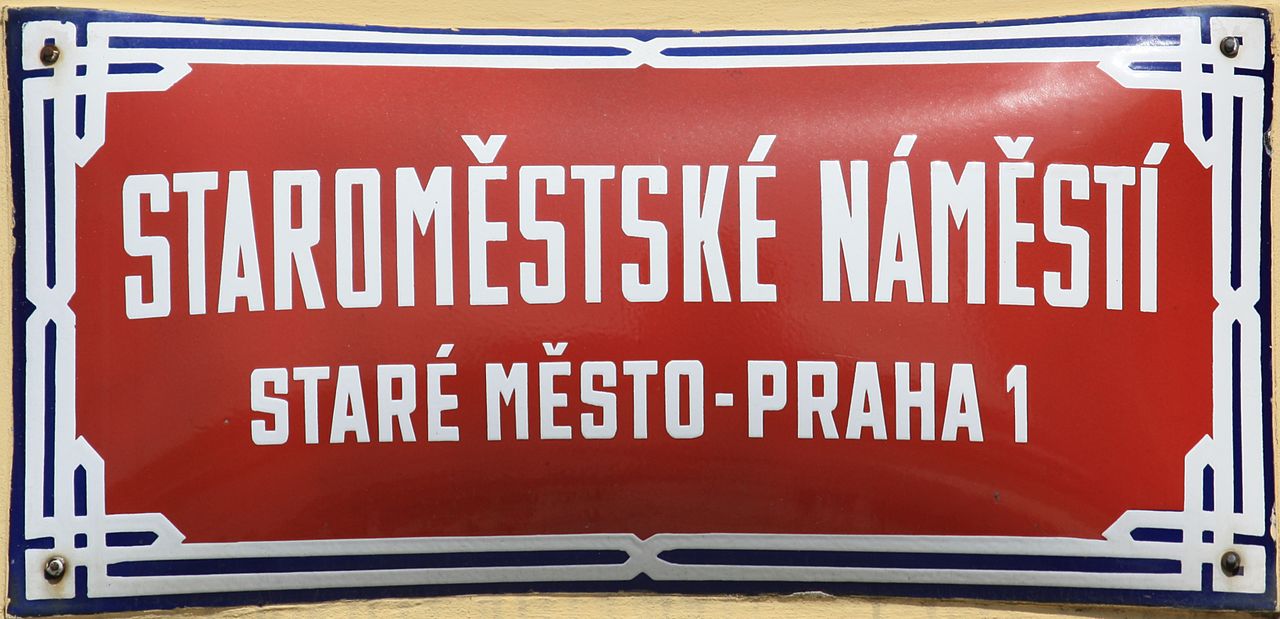 STAROMĚSTSKÉ NÁMĚSTÍ
STARÉ MĚSTO-PRAHA 1